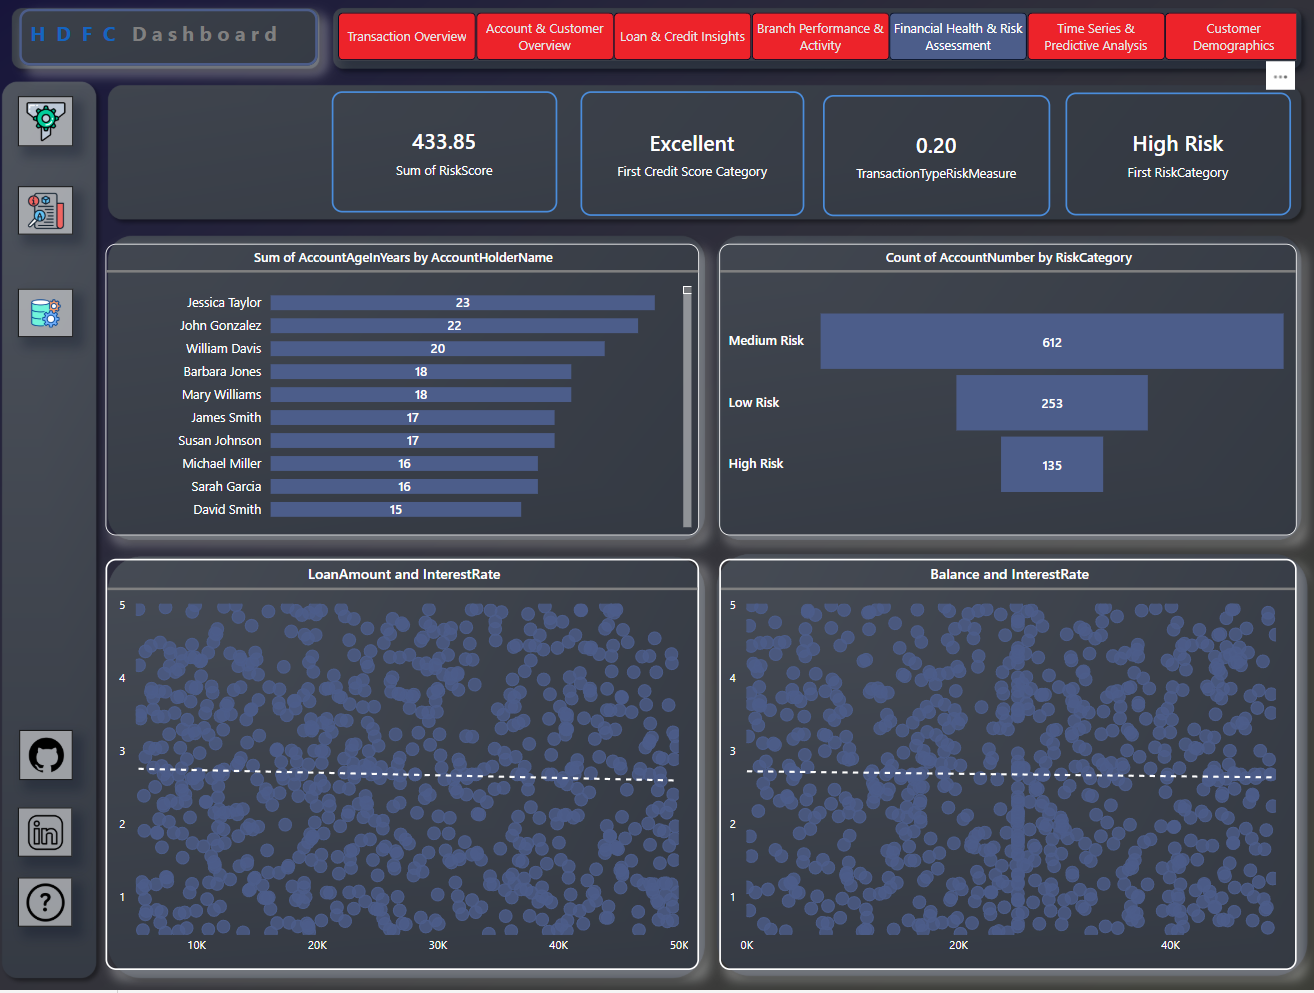 HDFC Dashboard
Transaction Overview
Account & Customer
Overview
Loan & Credit Insights
Branch Performance &
Activity
Financial Health & Risk
Assessment
Time Series &
Predictive Analysis
Customer
Demographics
...
433.85
Sum of RiskScore
Excellent
First Credit Score Category
0.20
TransactionTypeRiskMeasure
High Risk
First RiskCategory
Sum of AccountAgeInYears by AccountHolderName
Jessica Taylor 23
John Gonzalez 22
William Davis 20
Barbara Jones 18
Mary Williams 18
James Smith 17
Susan Johnson 17
Michael Miller 16
Sarah Garcia 16
David Smith 15
Count of AccountNumber by RiskCategory
Medium Risk 612
Low Risk 253
High Risk 135
LoanAmount and InterestRate
5
4
3
2
1
10K 20K 30K 40K 50K
Balance and InterestRate
5
4
3
2
1
0K 20K 40K
in
?